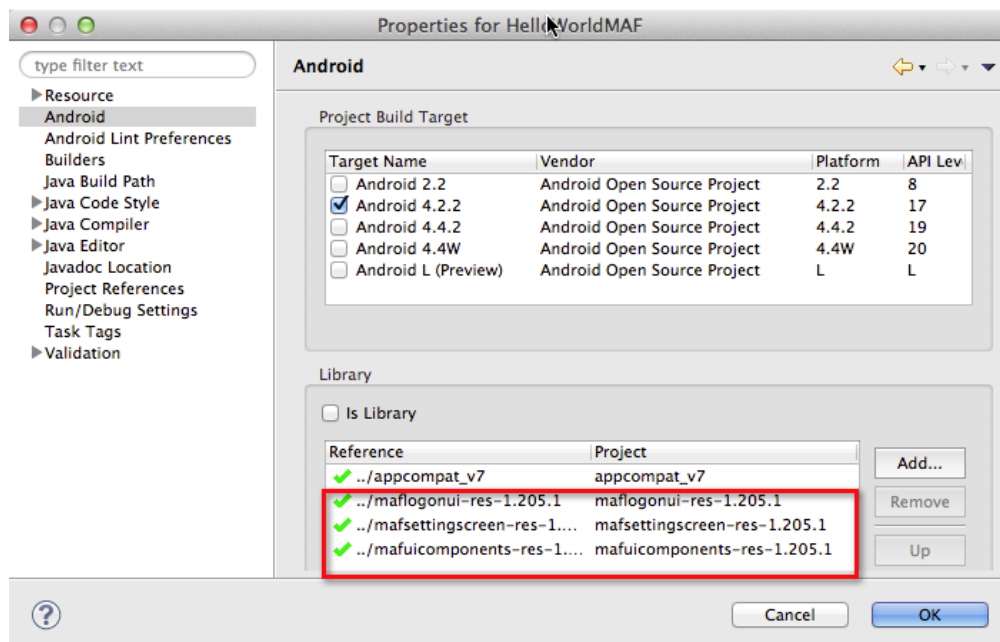 Properties for HelloWorldMAF
type filter text
Android
Resource
Android
Android Lint Preferences
Builders
Java Build Path
Java Code Style
Java Compiler
Java Editor
Javadoc Location
Project References
Run/Debug Settings
Task Tags
Validation
Project Build Target
Target Name Vendor Platform API Lev
Android 2.2 Android Open Source Project 2.2 8
Android 4.2.2 Android Open Source Project 4.2.2 17
Android 4.4.2 Android Open Source Project 4.4.2 19
Android 4.4W Android Open Source Project 4.4W 20
Android L (Preview) Android Open Source Project L L
Library
Is Library
Reference Project
../appcompat_v7 appcompat_v7
../maflogonui-res-1.205.1 maflogonui-res-1.205.1
../mafsettingscreen-res-1.... mafsettingscreen-res-1.205.1
../mafuicomponents-res-1.... mafuicomponents-res-1.205.1
Add...
Remove
Up
?
Cancel OK